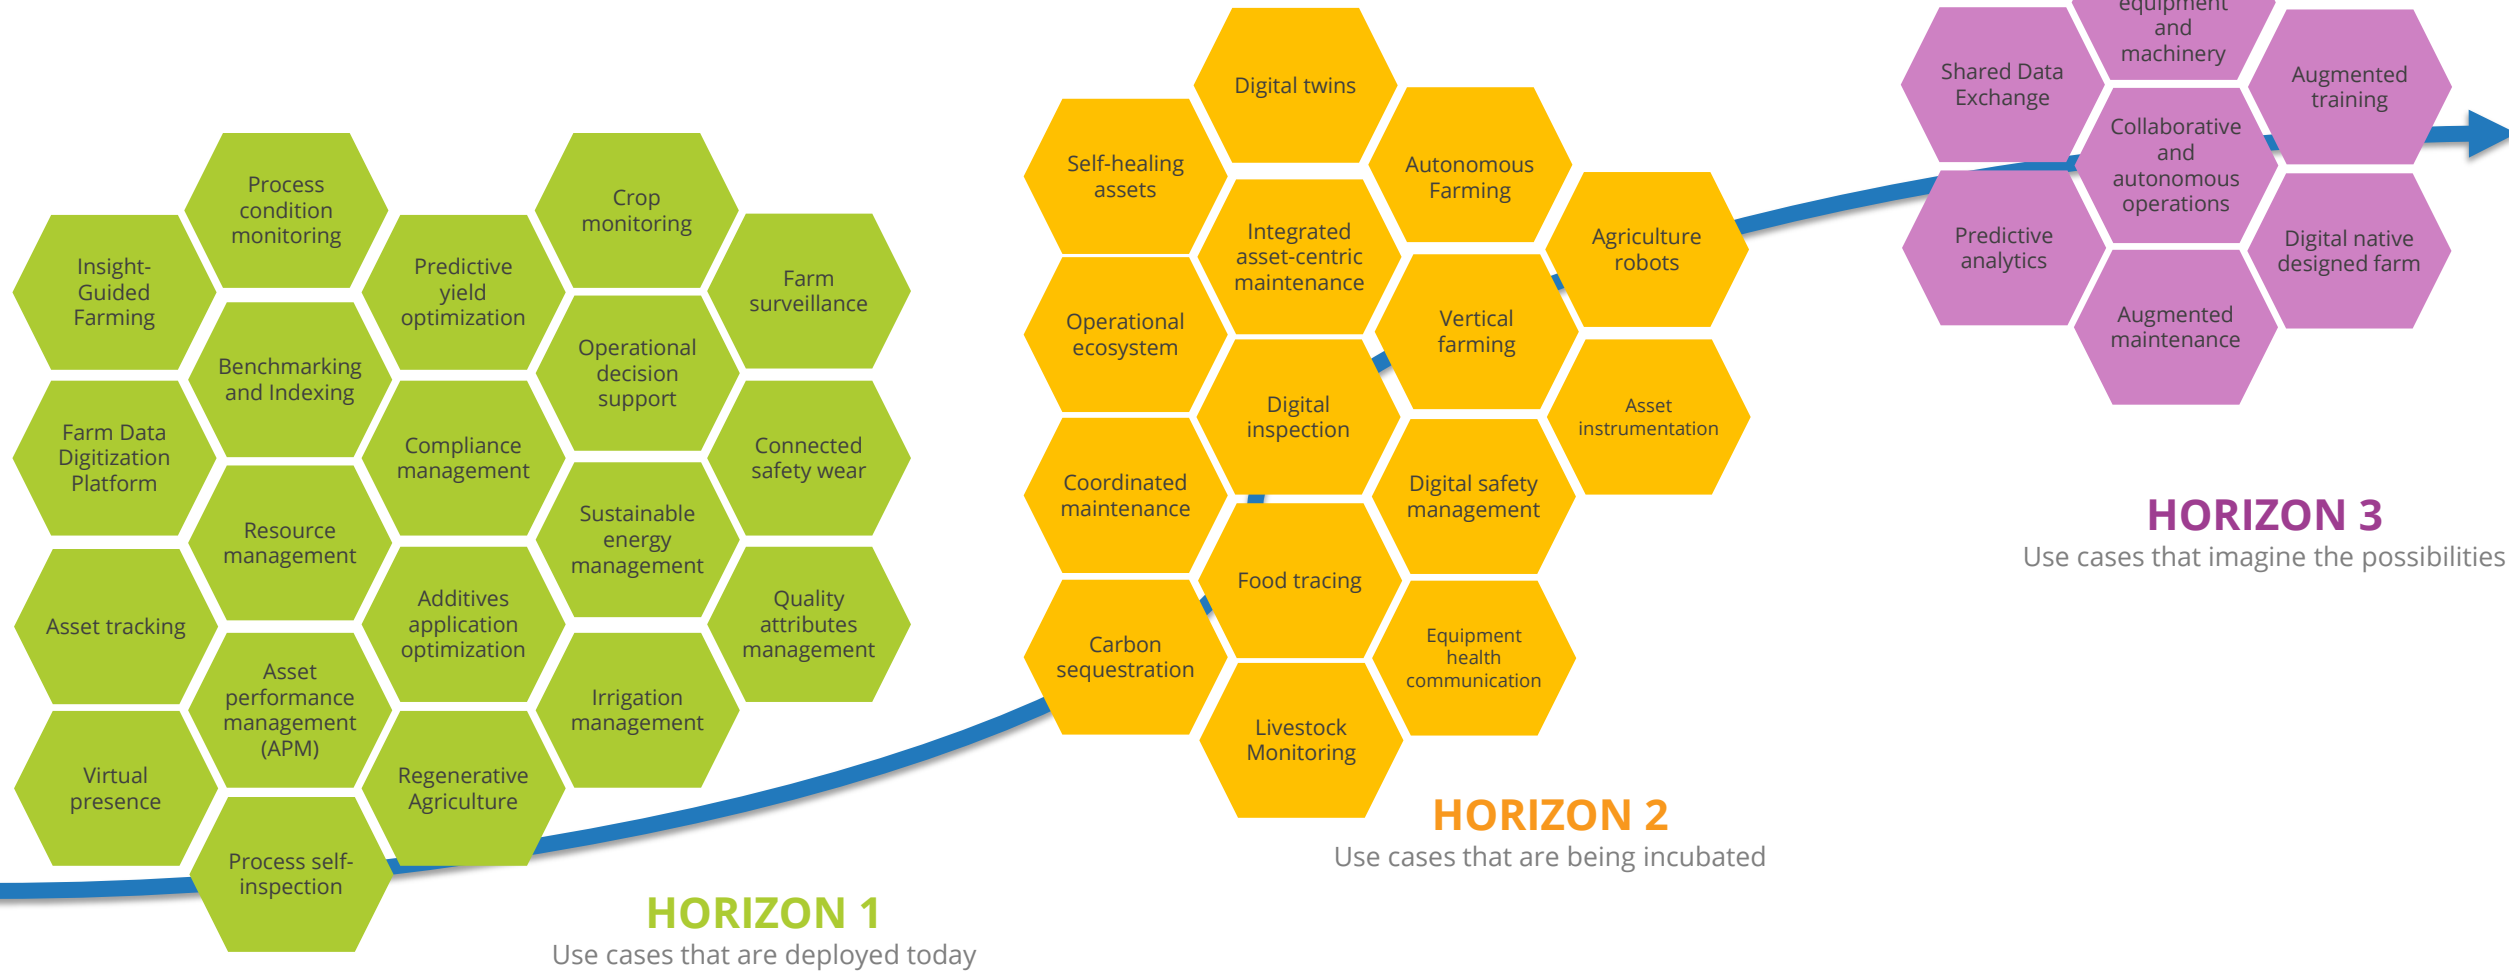 Process
condition
monitoring
Crop
monitoring
Insight-
Guided
Farming
Predictive
yield
optimization
Farm
surveillance
Benchmarking
and Indexing
Operational
decision
support
Farm Data
Digitization
Platform
Compliance
management
Connected
safety wear
Resource
management
Sustainable
energy
management
Asset tracking
Additives
application
optimization
Quality
attributes
management
Asset
performance
management
(APM)
Irrigation
management
Virtual
presence
Regenerative
Agriculture
Process self-
inspection
HORIZON 1
Use cases that are deployed today
Digital twins
Self-healing
assets
Autonomous
Farming
Integrated
asset-centric
maintenance
Agriculture
robots
Operational
ecosystem
Vertical
farming
Digital
inspection
Asset
instrumentation
Coordinated
maintenance
Digital safety
management
Food tracing
Carbon
sequestration
Equipment
health
communication
Livestock
Monitoring
HORIZON 2
Use cases that are being incubated
equipment
and
machinery
Shared Data
Exchange
Augmented
training
Collaborative
and
autonomous
operations
Predictive
analytics
Digital native
designed farm
Augmented
maintenance
HORIZON 3
Use cases that imagine the possibilities